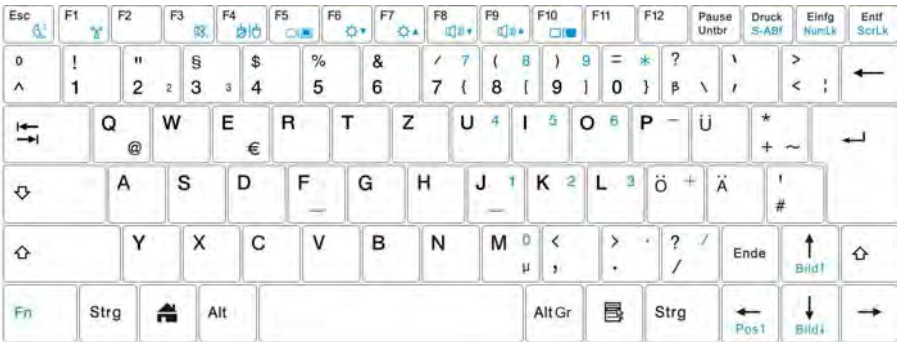 Esc F1 F2 F3 F4 F5 F6 F7 F8 F9 F10 F11 F12 Pause Druck Einfg Entf
Untbr S-ABf NumLk ScrLk
° ! " § $ % & / 7 ( 8 ) 9 = * ? \ >
^ 1 2 2 3 3 4 5 6 7 { 8 [ 9 ] 0 } β \ ′ < ¦
Q W E R T Z U 4 I 5 O 6 P - Ü *
@ € + ~
A S D F G H J 1 K 2 L 3 Ö + Ä '
_ _ #
Y X C V B N M 0 < > · ? / Ende ↑
µ , . / Bild↑
Fn Strg Alt Alt Gr Strg ← ↓ →
Pos1 Bild↓